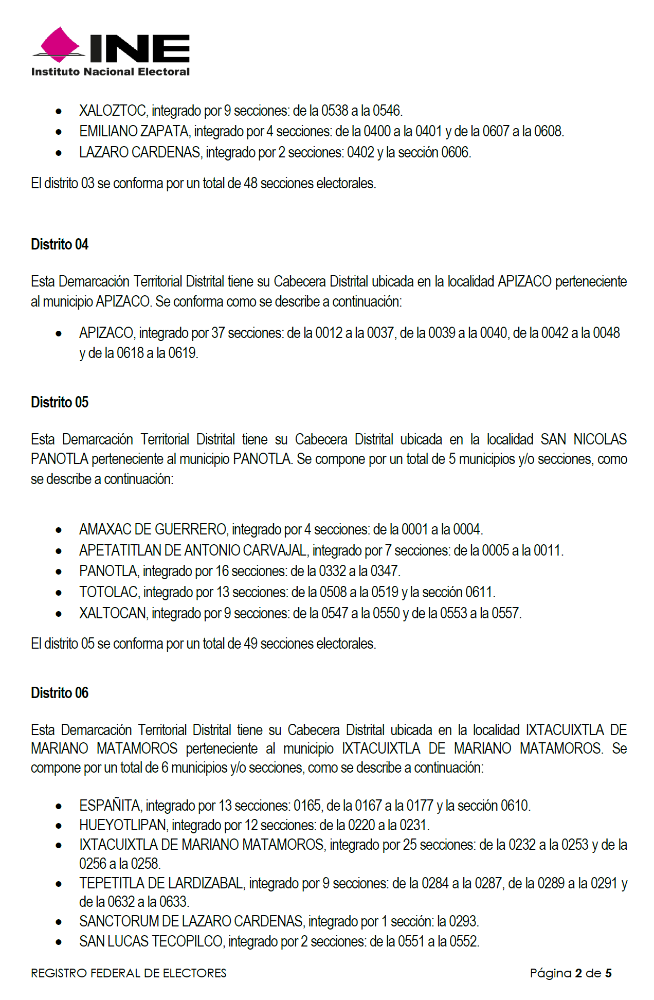 INE
Instituto Nacional Electoral
• XALOZTOC, integrado por 9 secciones: de la 0538 a la 0546.
• EMILIANO ZAPATA, integrado por 4 secciones: de la 0400 a la 0401 y de la 0607 a la 0608.
• LAZARO CARDENAS, integrado por 2 secciones: 0402 y la sección 0606.
El distrito 03 se conforma por un total de 48 secciones electorales.
Distrito 04
Esta Demarcación Territorial Distrital tiene su Cabecera Distrital ubicada en la localidad APIZACO perteneciente
al municipio APIZACO. Se conforma como se describe a continuación:
• APIZACO, integrado por 37 secciones: de la 0012 a la 0037, de la 0039 a la 0040, de la 0042 a la 0048
y de la 0618 a la 0619.
Distrito 05
Esta Demarcación Territorial Distrital tiene su Cabecera Distrital ubicada en la localidad SAN NICOLAS
PANOTLA perteneciente al municipio PANOTLA. Se compone por un total de 5 municipios y/o secciones, como
se describe a continuación:
• AMAXAC DE GUERRERO, integrado por 4 secciones: de la 0001 a la 0004.
• APETATITLAN DE ANTONIO CARVAJAL, integrado por 7 secciones: de la 0005 a la 0011.
• PANOTLA, integrado por 16 secciones: de la 0332 a la 0347.
• TOTOLAC, integrado por 13 secciones: de la 0508 a la 0519 y la sección 0611.
• XALTOCAN, integrado por 9 secciones: de la 0547 a la 0550 y de la 0553 a la 0557.
El distrito 05 se conforma por un total de 49 secciones electorales.
Distrito 06
Esta Demarcación Territorial Distrital tiene su Cabecera Distrital ubicada en la localidad IXTACUIXTLA DE
MARIANO MATAMOROS perteneciente al municipio IXTACUIXTLA DE MARIANO MATAMOROS. Se
compone por un total de 6 municipios y/o secciones, como se describe a continuación:
• ESPAÑITA, integrado por 13 secciones: 0165, de la 0167 a la 0177 y la sección 0610.
• HUEYOTLIPAN, integrado por 12 secciones: de la 0220 a la 0231.
• IXTACUIXTLA DE MARIANO MATAMOROS, integrado por 25 secciones: de la 0232 a la 0253 y de la
0256 a la 0258.
• TEPETITLA DE LARDIZABAL, integrado por 9 secciones: de la 0284 a la 0287, de la 0289 a la 0291 y
de la 0632 a la 0633.
• SANCTORUM DE LAZARO CARDENAS, integrado por 1 sección: la 0293.
• SAN LUCAS TECOPILCO, integrado por 2 secciones: de la 0551 a la 0552.
REGISTRO FEDERAL DE ELECTORES Página 2 de 5